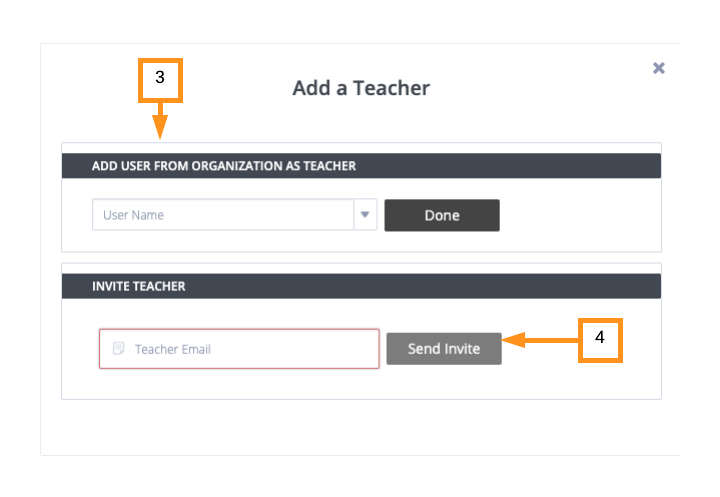 3
Add a Teacher
ADD USER FROM ORGANIZATION AS TEACHER
User Name
Done
INVITE TEACHER
Teacher Email
Send Invite
4